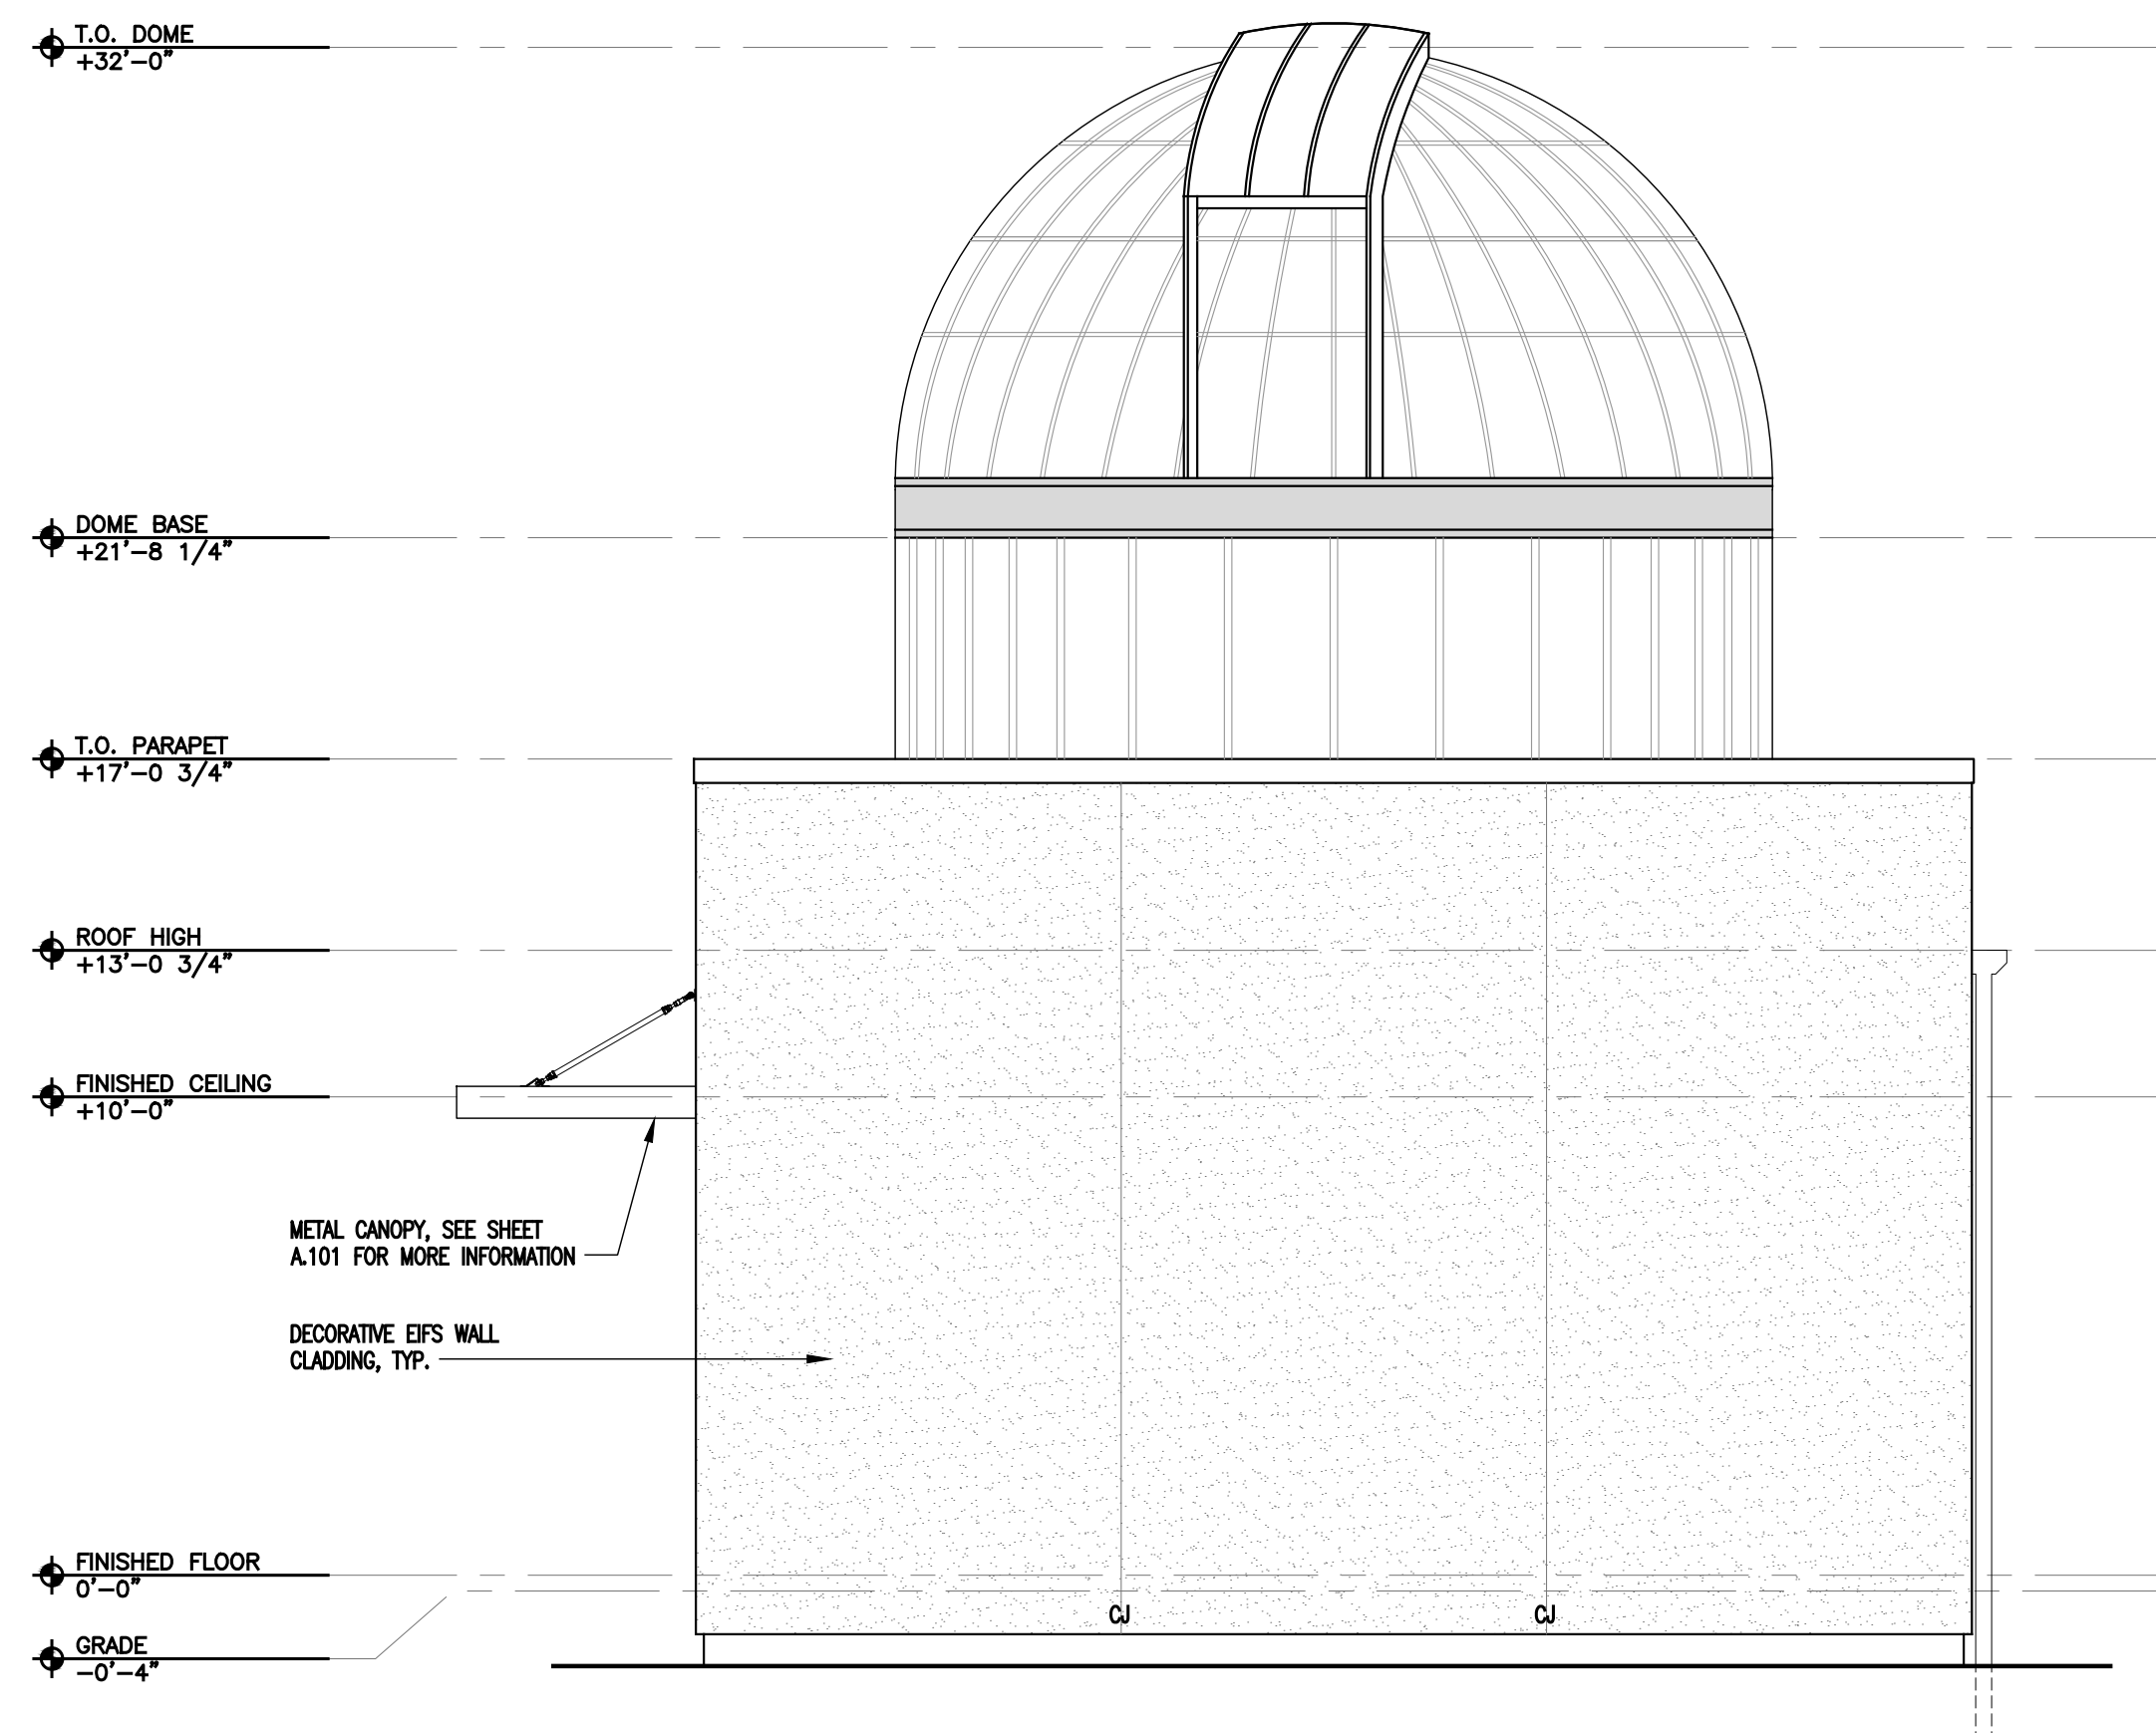 T.O. DOME
+32'-0"
DOME BASE
+21'-8 1/4"
T.O. PARAPET
+17'-0 3/4"
ROOF HIGH
+13'-0 3/4"
FINISHED CEILING
+10'-0"
METAL CANOPY, SEE SHEET
A.101 FOR MORE INFORMATION
DECORATIVE EIFS WALL
CLADDING, TYP.
FINISHED FLOOR
0'-0"
CJ
CJ
GRADE
-0'-4"